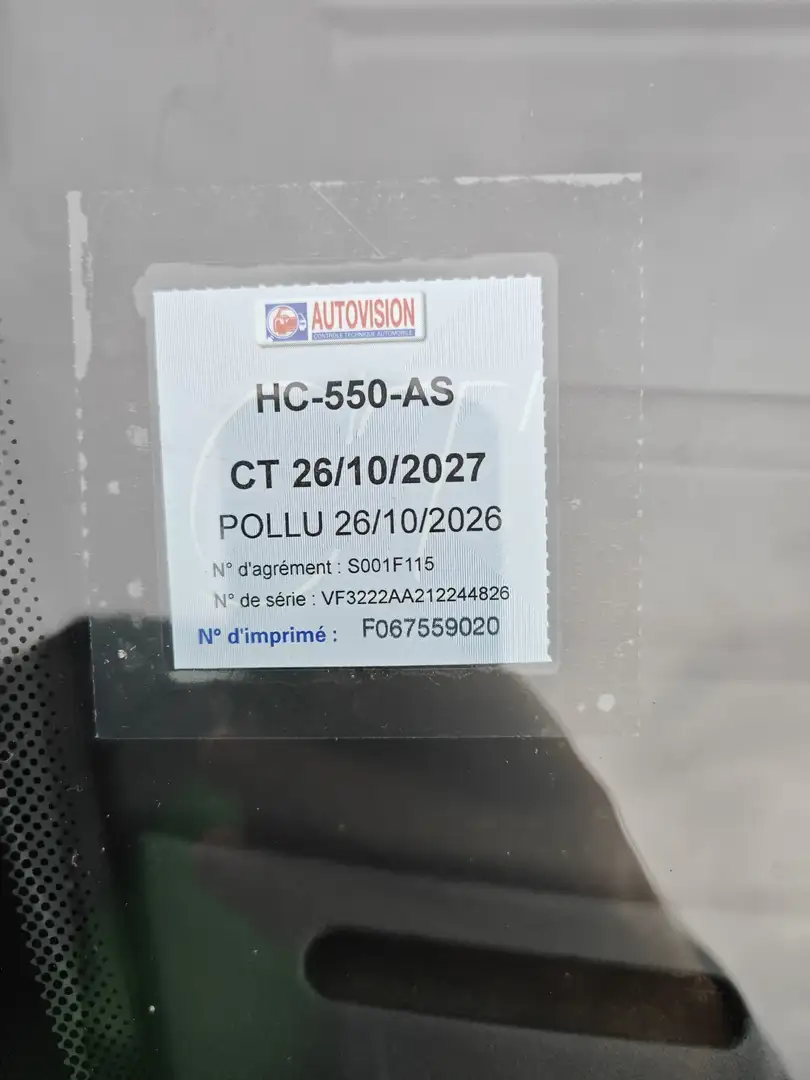 AUTOVISION
CONTRÔLE TECHNIQUE AUTOMOBILE
HC-550-AS
CT 26/10/2027
POLLU 26/10/2026
N° d'agrément : S001F115
N° de série : VF3222AA212244826
N° d'imprimé : F067559020
CT